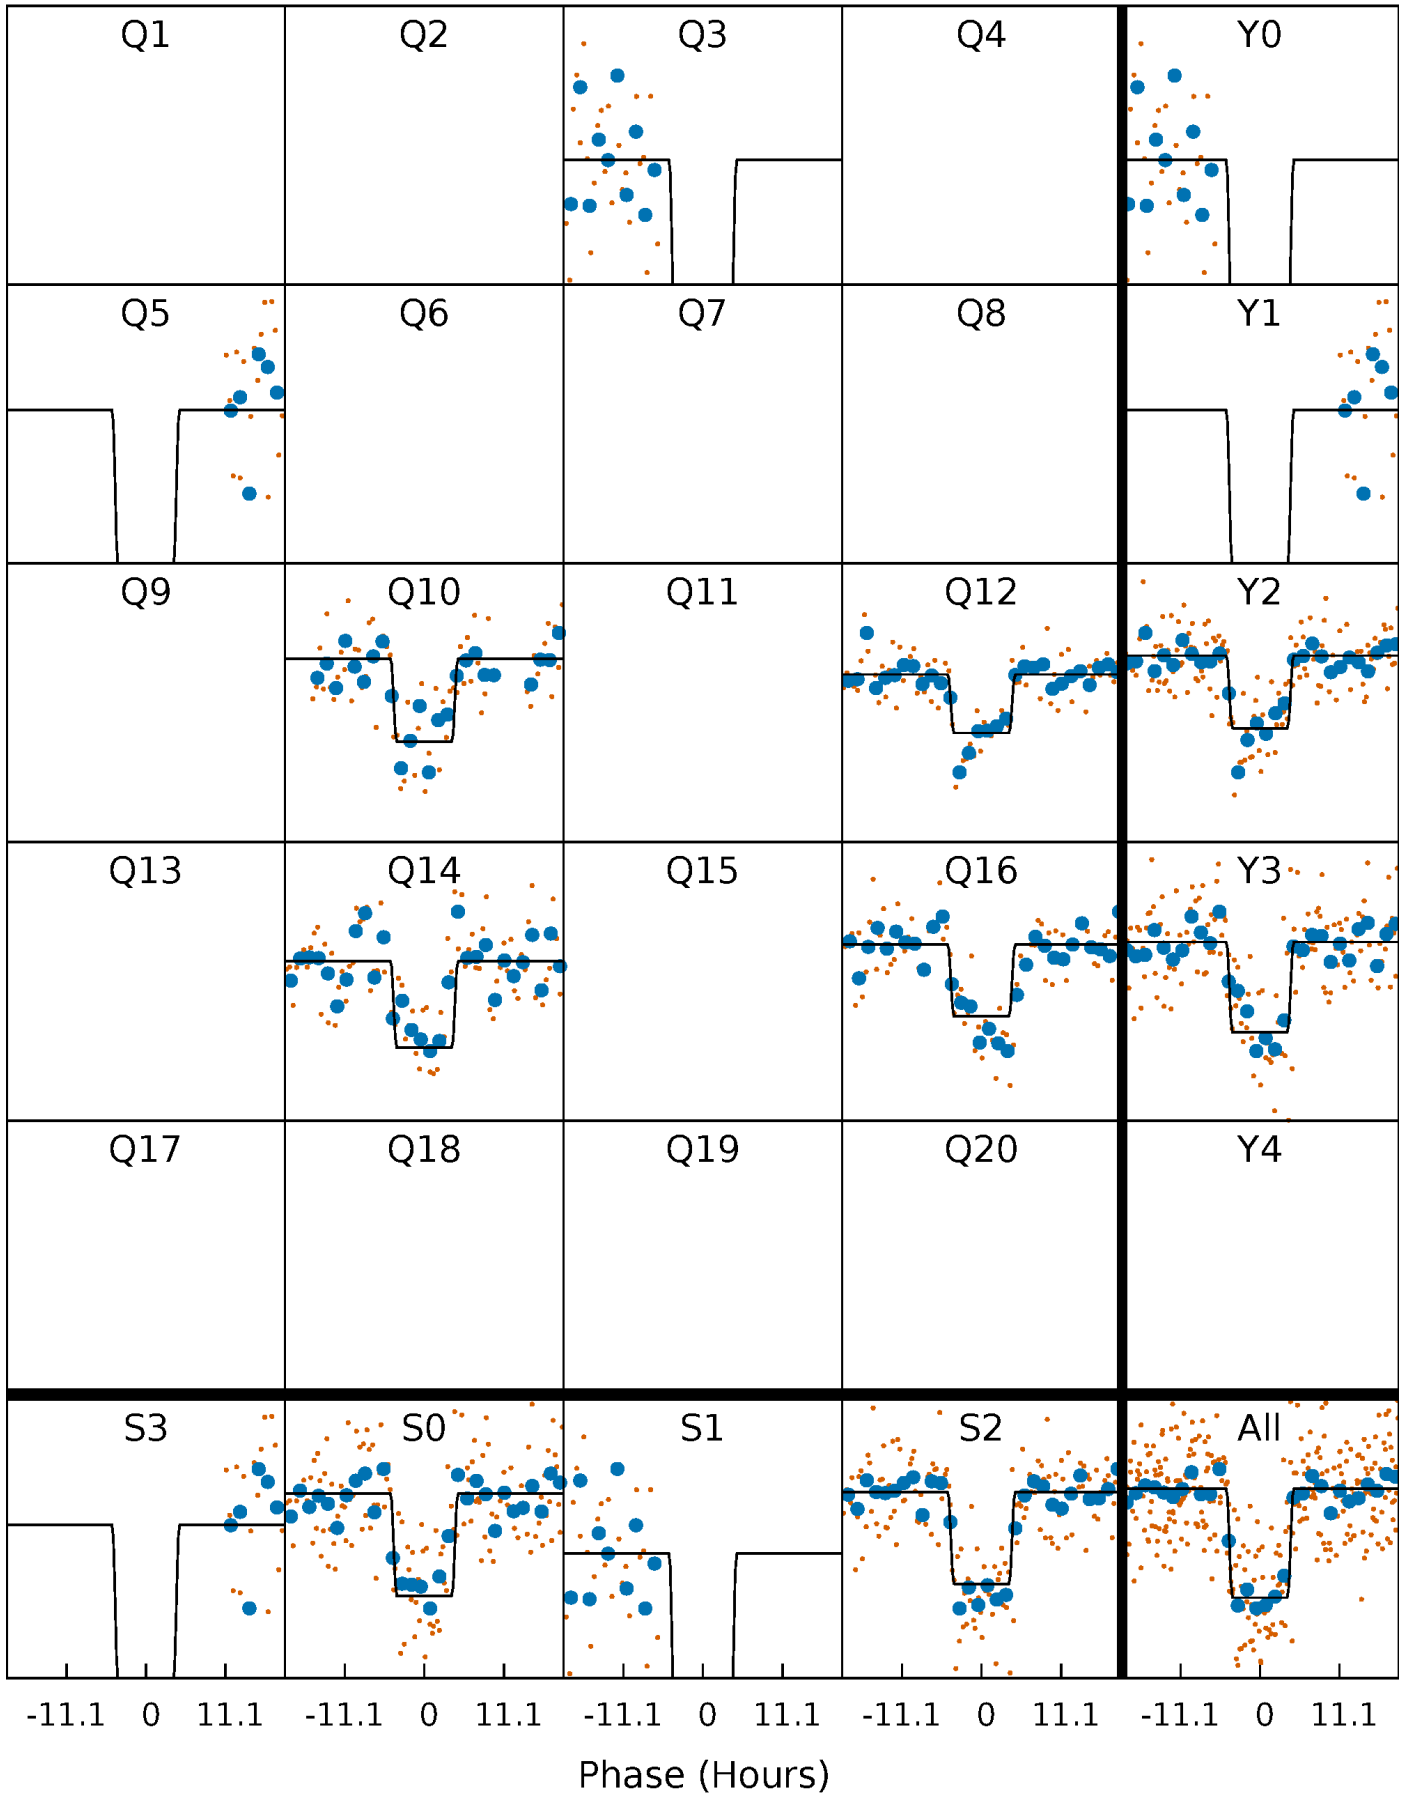 Q1 Q2 Q3 Q4 Y0
Q5 Q6 Q7 Q8 Y1
Q9 Q10 Q11 Q12 Y2
Q13 Q14 Q15 Q16 Y3
Q17 Q18 Q19 Q20 Y4
S3 S0 S1 S2 All
-11.1 0 11.1 -11.1 0 11.1 -11.1 0 11.1 -11.1 0 11.1 -11.1 0 11.1
Phase (Hours)